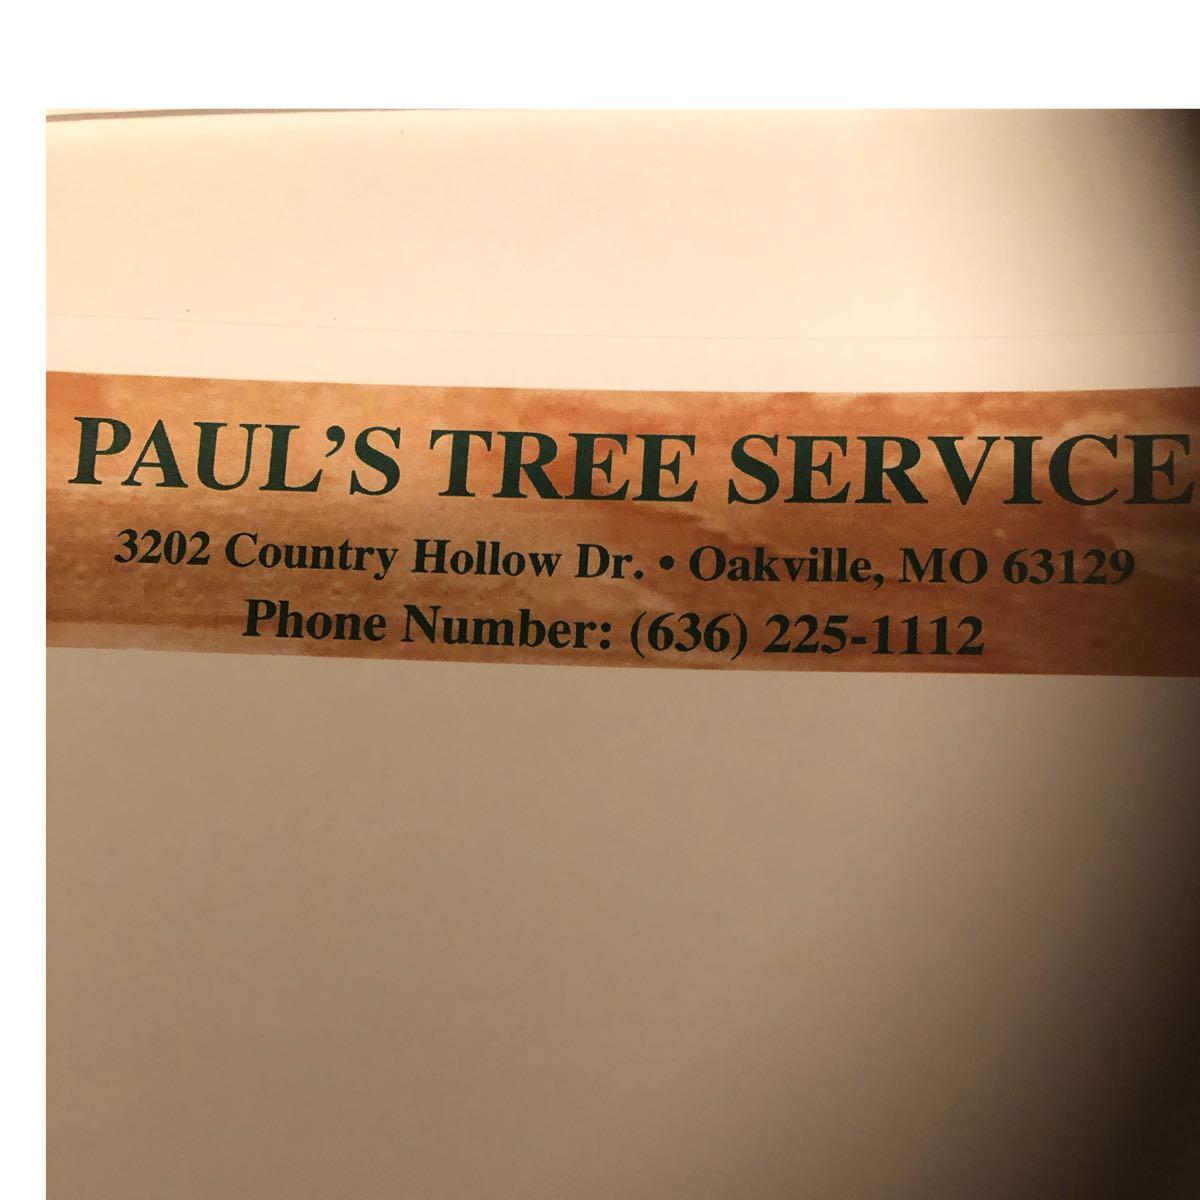 PAUL'S TREE SERVICE
3202 Country Hollow Dr. • Oakville, MO 63129
Phone Number: (636) 225-1112